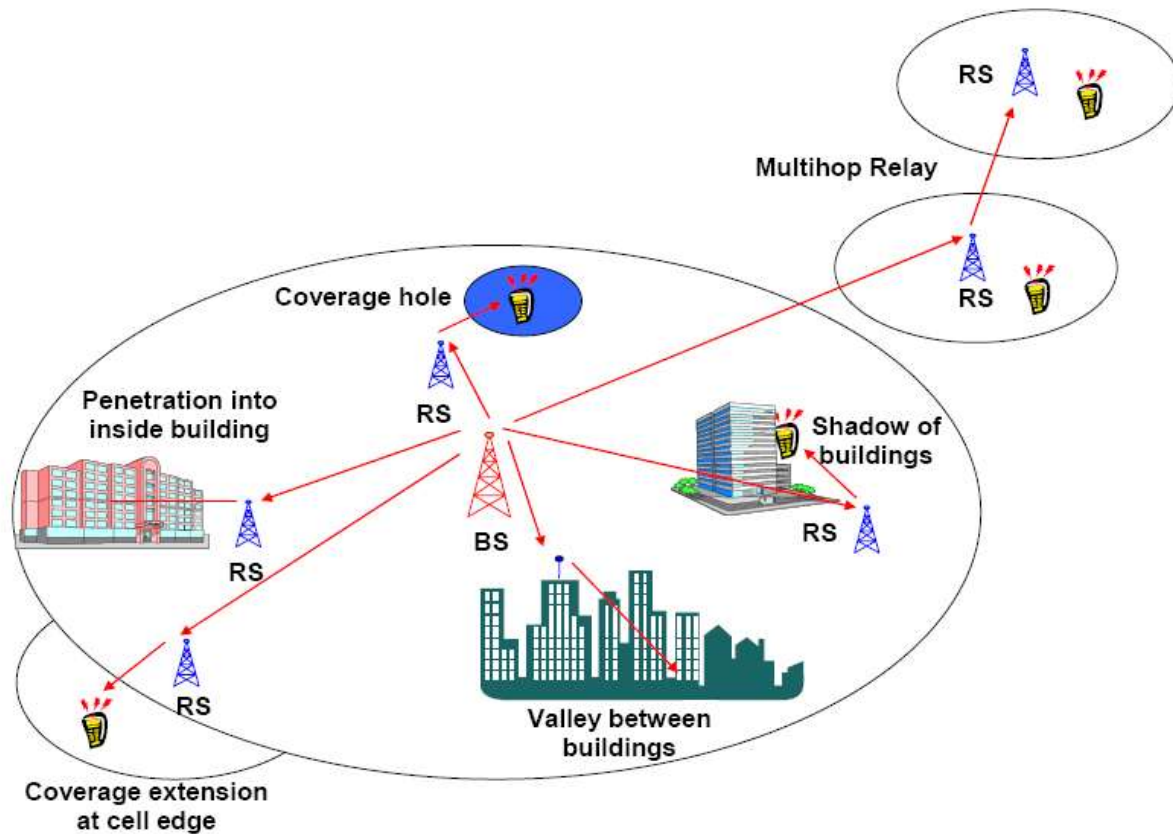 RS
Multihop Relay
RS
Coverage hole
RS
Penetration into
inside building
Shadow of
buildings
RS
BS
RS
RS
Valley between
buildings
Coverage extension
at cell edge